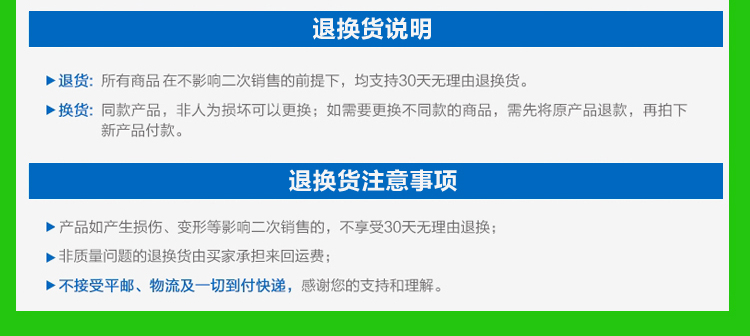 退换货说明
▶退货: 所有商品 在不影响二次销售的前提下，均支持30天无理由退换货。
▶换货: 同款产品，非人为损坏可以更换；如需要更换不同款的商品，需先将原产品退款，再拍下
新产品付款。
退换货注意事项
▶产品如产生损伤、变形等影响二次销售的，不享受30天无理由退换；
▶非质量问题的退换货由买家承担来回运费；
▶不接受平邮、物流及一切到付快递，感谢您的支持和理解。